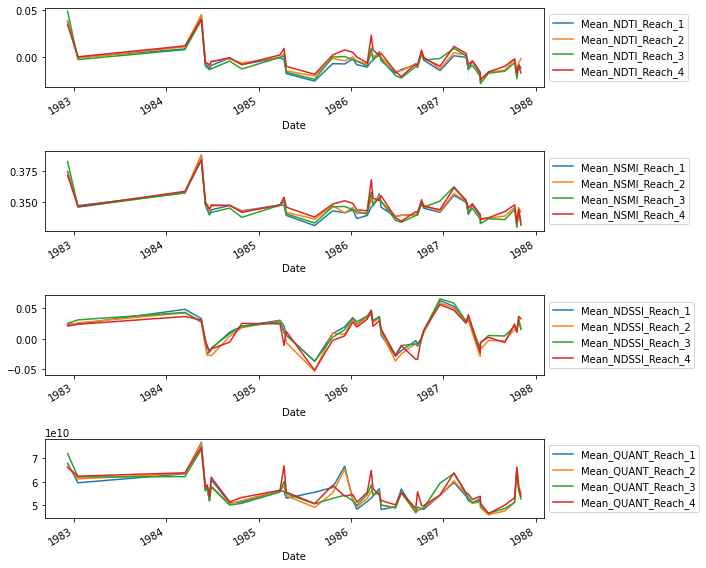 0.05
0.00
1983 1984 1985 1986 1987 1988
Date
Mean_NDTI_Reach_1
Mean_NDTI_Reach_2
Mean_NDTI_Reach_3
Mean_NDTI_Reach_4
0.375
0.350
1983 1984 1985 1986 1987 1988
Date
Mean_NSMI_Reach_1
Mean_NSMI_Reach_2
Mean_NSMI_Reach_3
Mean_NSMI_Reach_4
0.05
0.00
−0.05
1983 1984 1985 1986 1987 1988
Date
Mean_NDSSI_Reach_1
Mean_NDSSI_Reach_2
Mean_NDSSI_Reach_3
Mean_NDSSI_Reach_4
1e10
7
6
5
1983 1984 1985 1986 1987 1988
Date
Mean_QUANT_Reach_1
Mean_QUANT_Reach_2
Mean_QUANT_Reach_3
Mean_QUANT_Reach_4